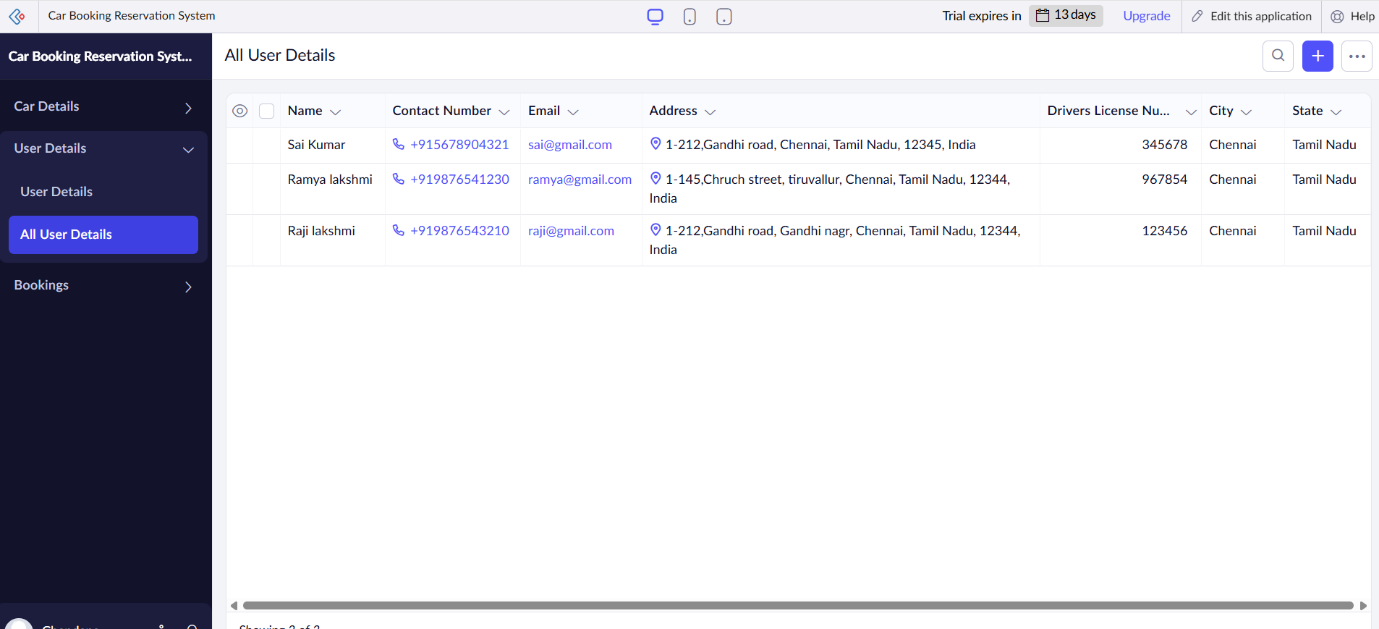 Car Booking Reservation System
Trial expires in 13 days Upgrade Edit this application Help
Car Booking Reservation Syst...
All User Details
Car Details
User Details
User Details
All User Details
Bookings
Name Contact Number Email Address Drivers License Nu... City State
Sai Kumar +915678904321 sai@gmail.com 1-212,Gandhi road, Chennai, Tamil Nadu, 12345, India 345678 Chennai Tamil Nadu
Ramya lakshmi +919876541230 ramya@gmail.com 1-145,Chruch street, tiruvallur, Chennai, Tamil Nadu, 12344, 967854 Chennai Tamil Nadu
India
Raji lakshmi +919876543210 raji@gmail.com 1-212,Gandhi road, Gandhi nagr, Chennai, Tamil Nadu, 12344, 123456 Chennai Tamil Nadu
India
Showing 3 of 3